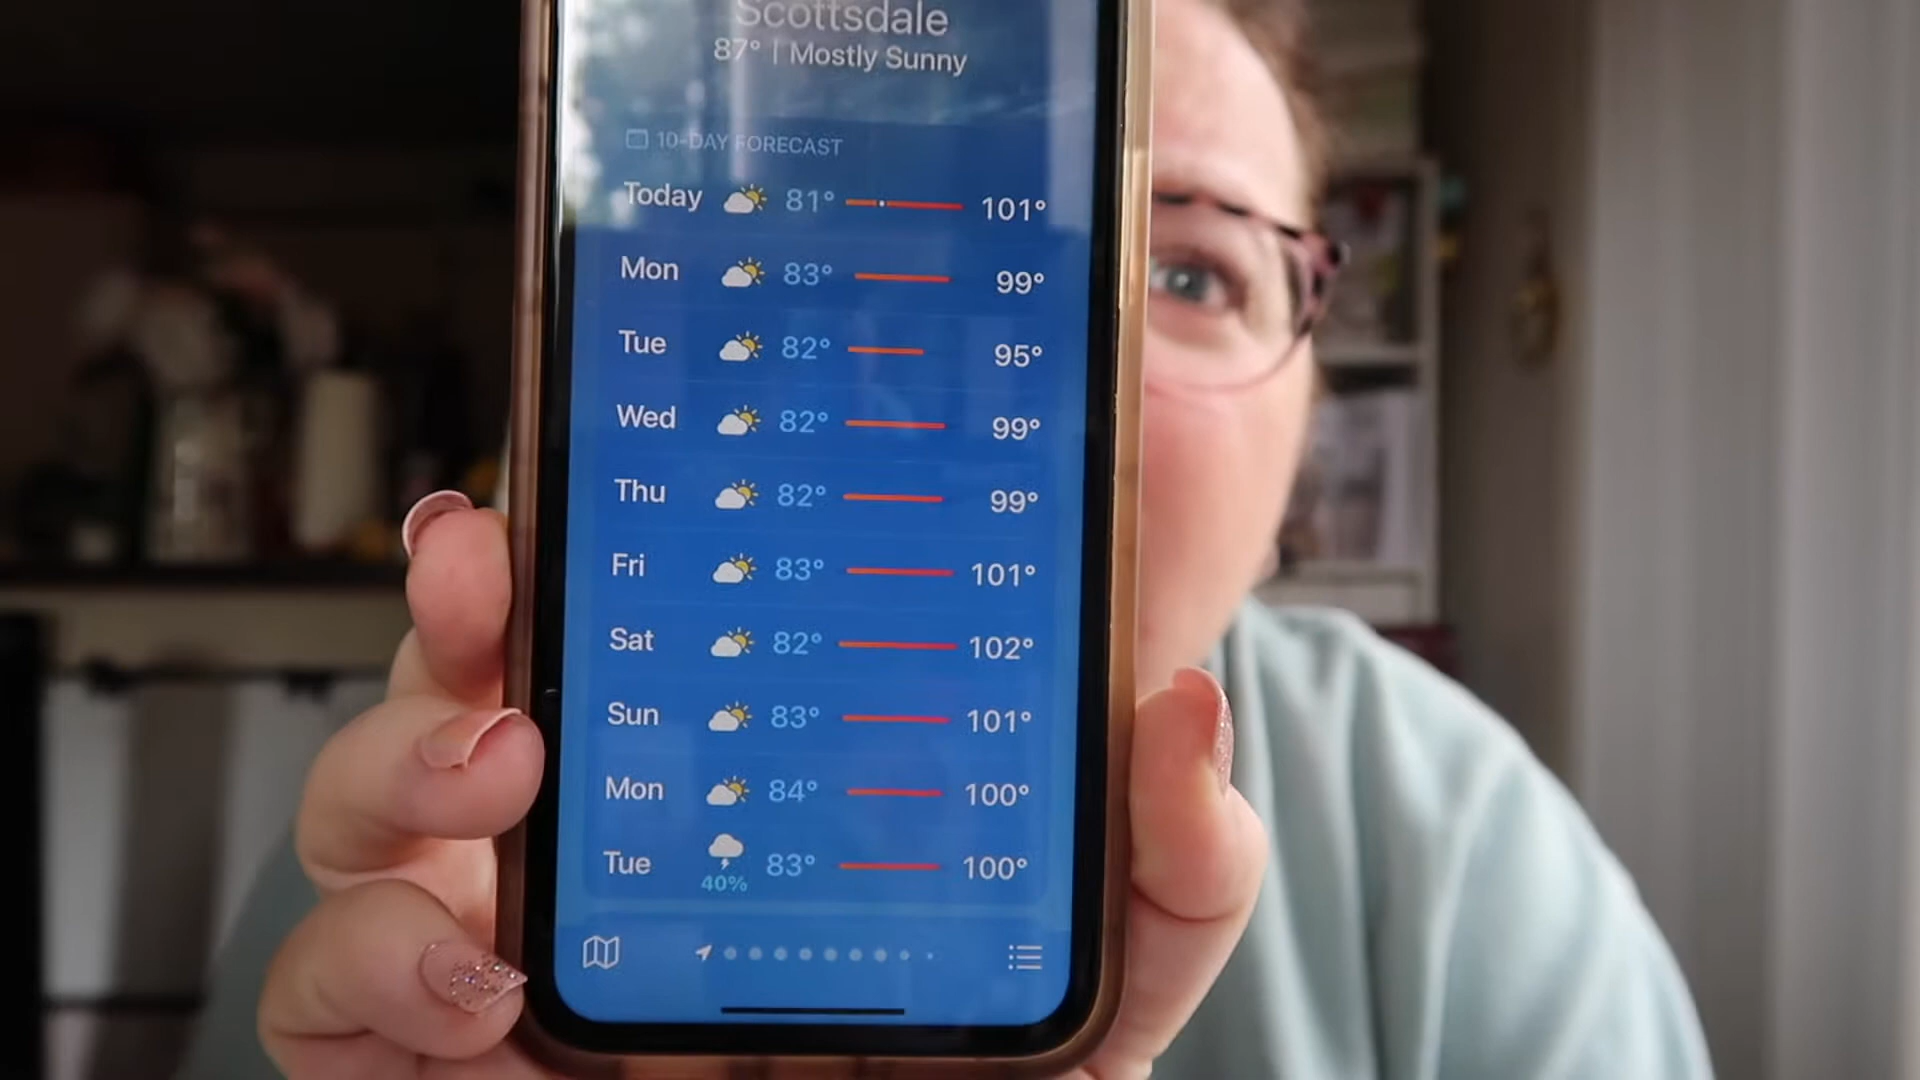 Scottsdale
87° | Mostly Sunny
10-DAY FORECAST
Today 81° 101°
Mon 83° 99°
Tue 82° 95°
Wed 82° 99°
Thu 82° 99°
Fri 83° 101°
Sat 82° 102°
Sun 83° 101°
Mon 84° 100°
Tue 40% 83° 100°